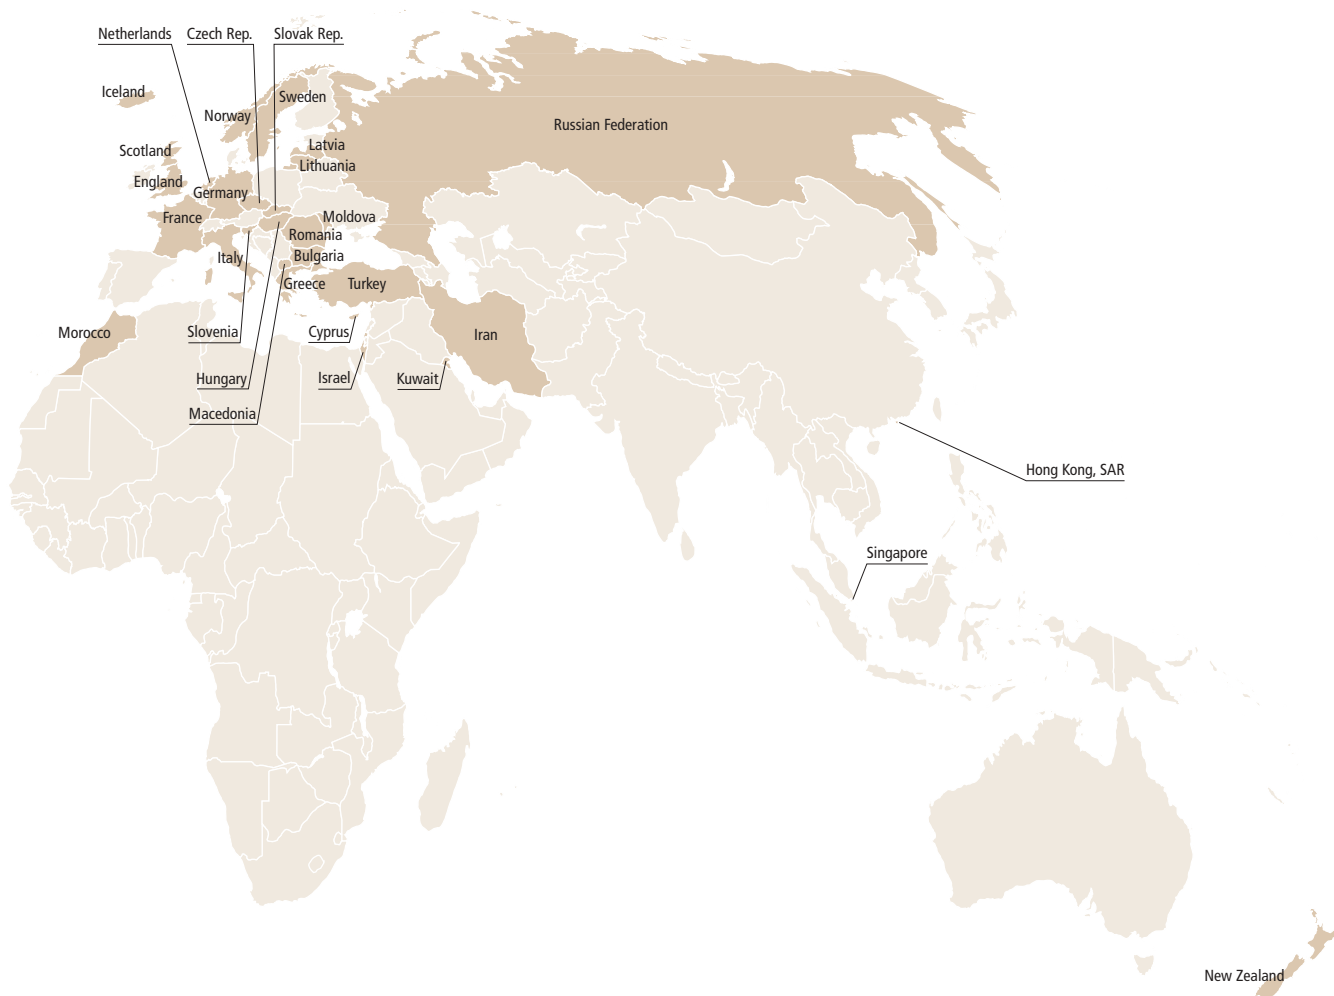 Netherlands
Czech Rep.
Slovak Rep.
Iceland
Sweden
Norway
Russian Federation
Latvia
Scotland
Lithuania
England
Germany
France
Moldova
Romania
Italy
Bulgaria
Greece
Turkey
Morocco
Slovenia
Cyprus
Iran
Hungary
Israel
Kuwait
Macedonia
Hong Kong, SAR
Singapore
New Zealand